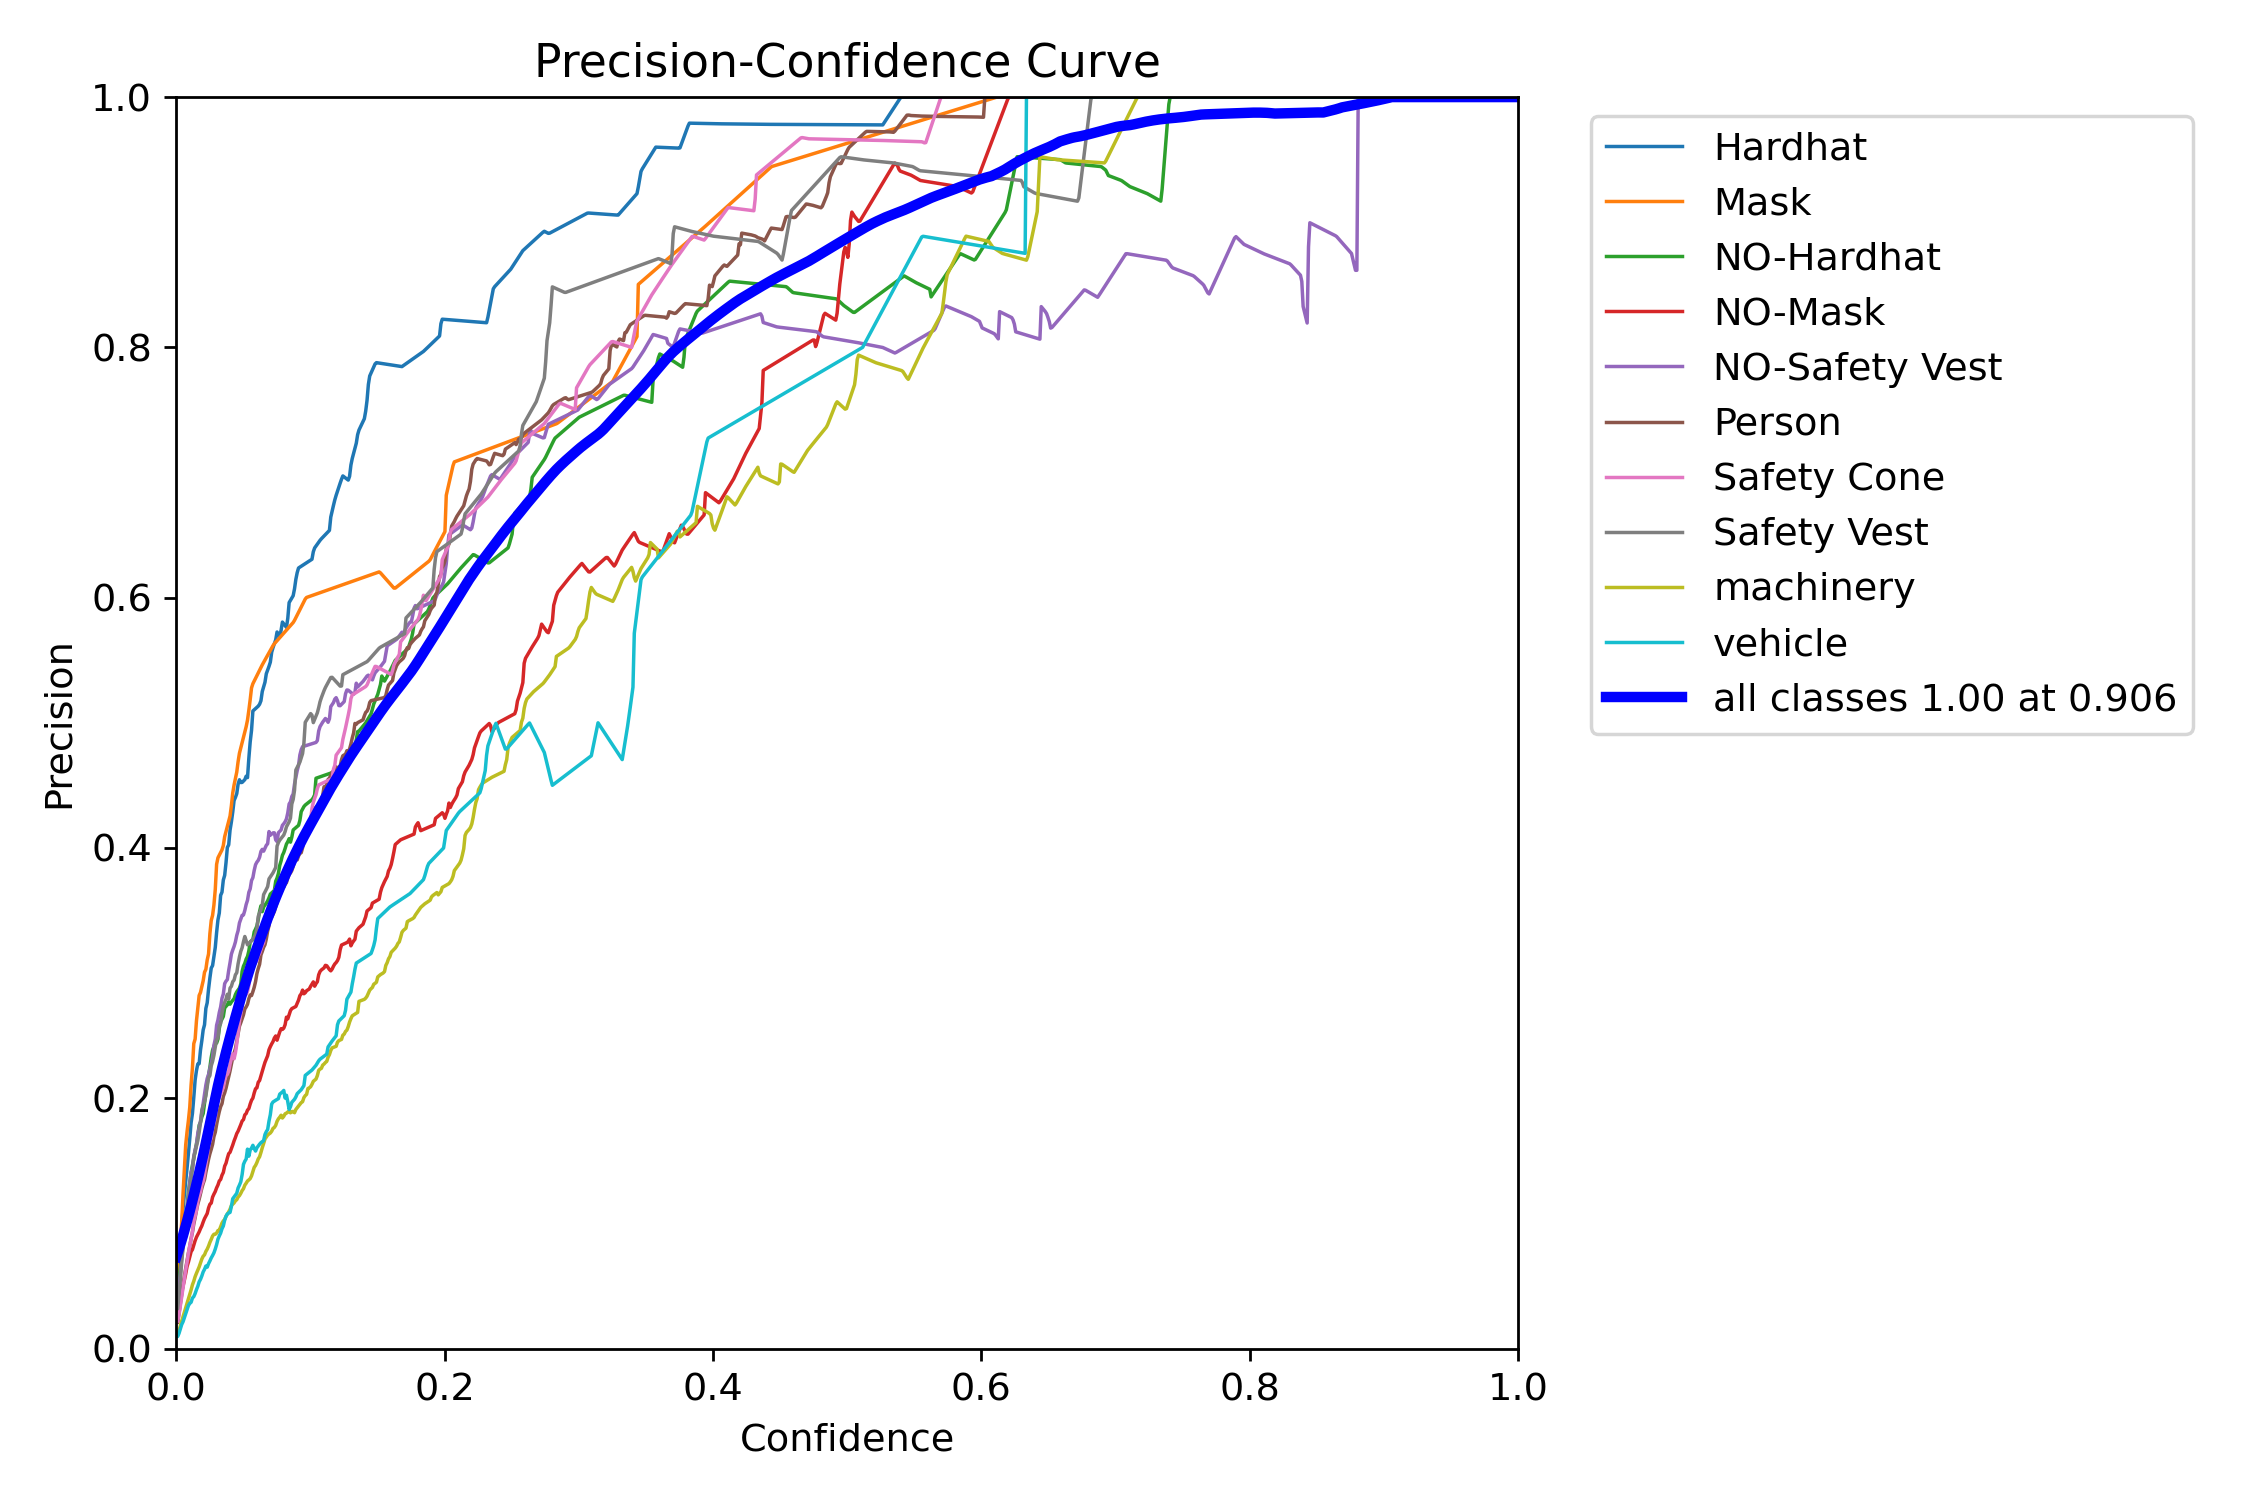 Precision-Confidence Curve
1.0
0.8
0.6
0.4
0.2
0.0
Precision
0.0 0.2 0.4 0.6 0.8 1.0
Confidence
Hardhat
Mask
NO-Hardhat
NO-Mask
NO-Safety Vest
Person
Safety Cone
Safety Vest
machinery
vehicle
all classes 1.00 at 0.906